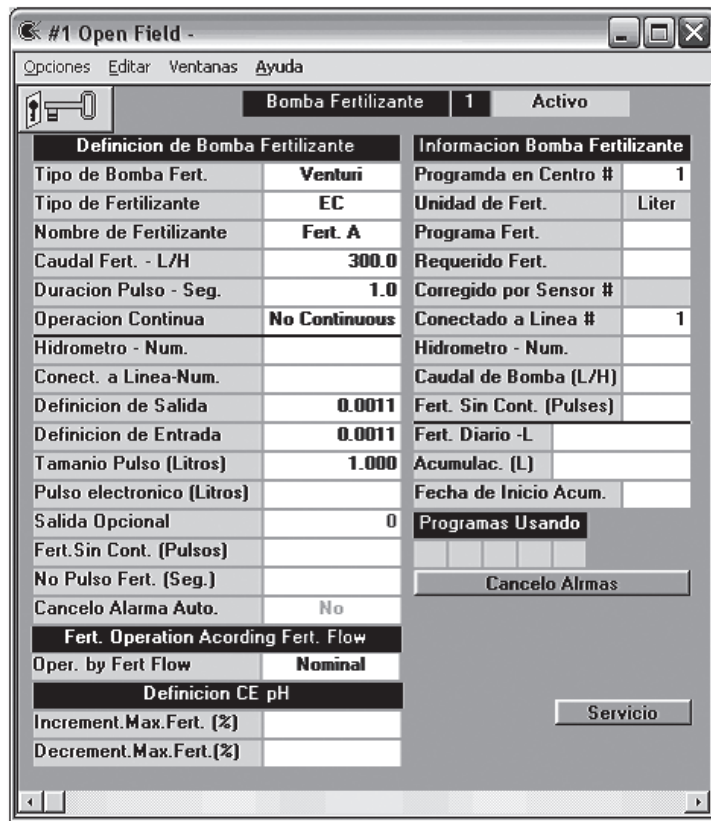 #1 Open Field -
Opciones Editar Ventanas Ayuda
Bomba Fertilizante 1 Activo
Definicion de Bomba Fertilizante
Tipo de Bomba Fert. Venturi
Tipo de Fertilizante EC
Nombre de Fertilizante Fert. A
Caudal Fert. - L/H 300.0
Duracion Pulso - Seg. 1.0
Operacion Continua No Continuous
Hidrometro - Num.
Conect. a Linea-Num.
Definicion de Salida 0.0011
Definicion de Entrada 0.0011
Tamanio Pulso (Litros) 1.000
Pulso electronico (Litros)
Salida Opcional 0
Fert.Sin Cont. (Pulsos)
No Pulso Fert. (Seg.)
Cancelo Alarma Auto. No
Fert. Operation Acording Fert. Flow
Oper. by Fert Flow Nominal
Definicion CE pH
Increment.Max.Fert. (%)
Decrement.Max.Fert.(%)
Informacion Bomba Fertilizante
Programda en Centro # 1
Unidad de Fert. Liter
Programa Fert.
Requerido Fert.
Corregido por Sensor #
Conectado a Linea # 1
Hidrometro - Num.
Caudal de Bomba (L/H)
Fert. Sin Cont. (Pulses)
Fert. Diario -L
Acumulac. (L)
Fecha de Inicio Acum.
Programas Usando
Cancelo Alrmas
Servicio